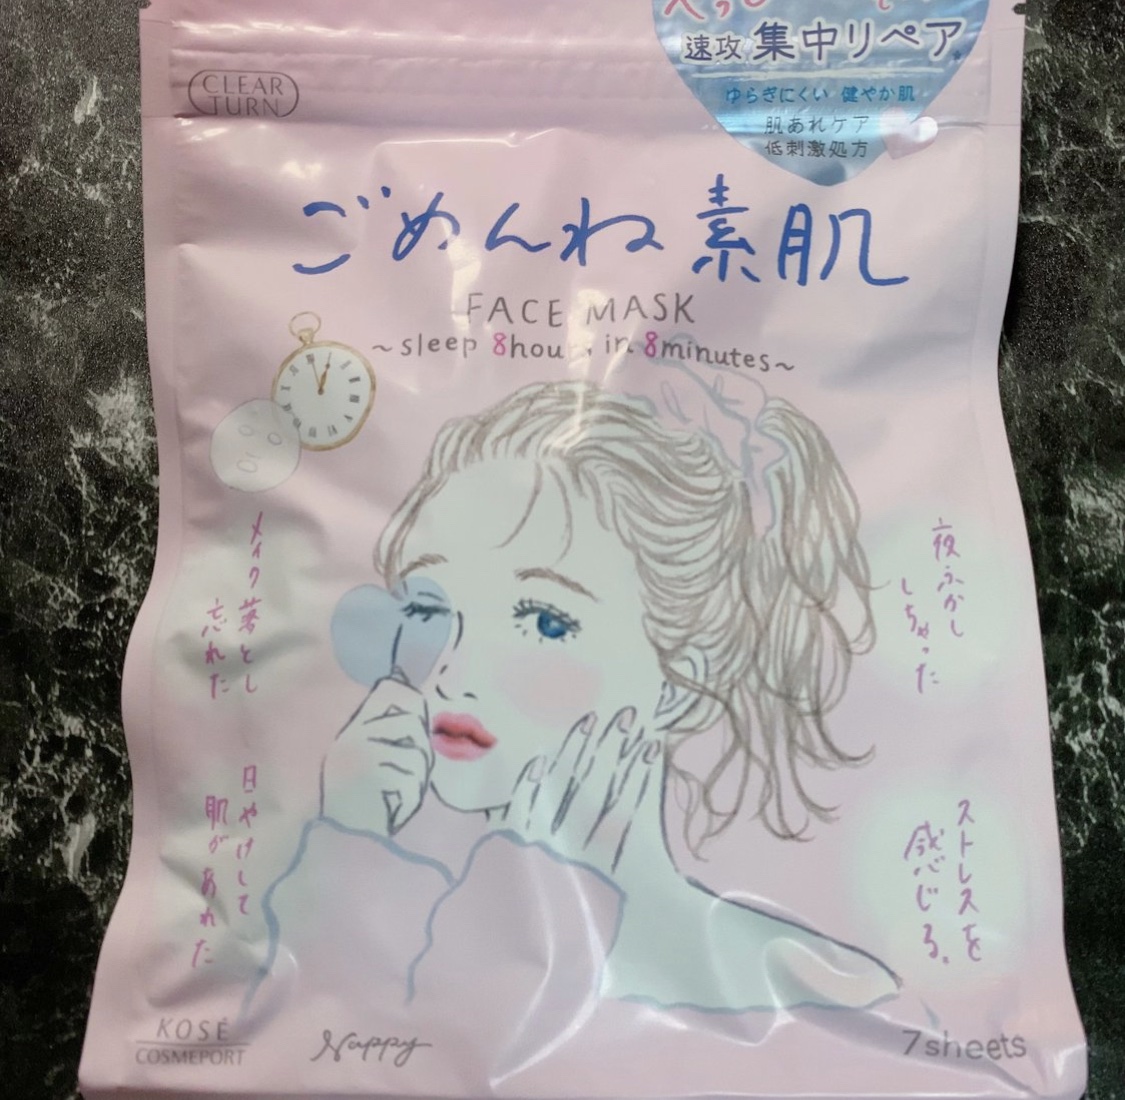 速攻 集中リペア
ゆらぎにくい 健やか肌
肌あれケア
低刺激処方
CLEAR
TURN
ごめんね素肌
FACE MASK
~sleep 8hou in 8minutes~
メイク落とし
忘れた
夜ふかし
しちゃった
日やけして
肌があれた
ストレスを
感じる。
KOSÉ
COSMEPORT
Nappy
7sheets